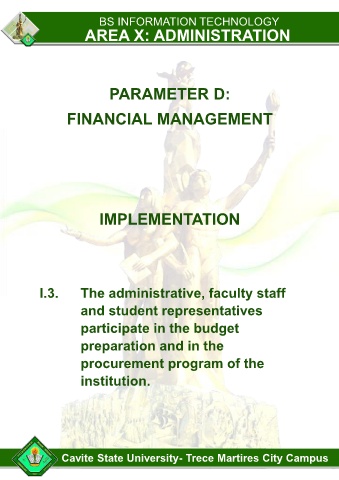 BS INFORMATION TECHNOLOGY
AREA X: ADMINISTRATION
PARAMETER D:
FINANCIAL MANAGEMENT
IMPLEMENTATION
I.3. The administrative, faculty staff
and student representatives
participate in the budget
preparation and in the
procurement program of the
institution.
Cavite State University- Trece Martires City Campus